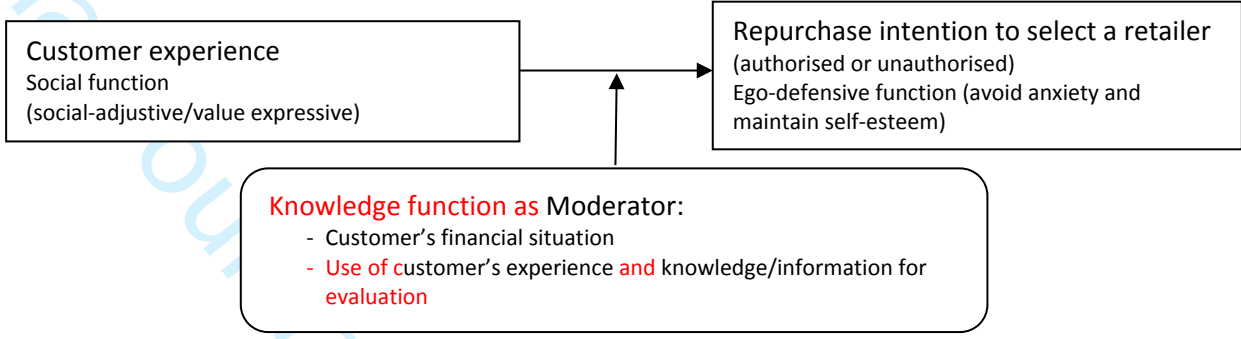 Customer experience
Social function
(social-adjustive/value expressive)
Repurchase intention to select a retailer
(authorised or unauthorised)
Ego-defensive function (avoid anxiety and
maintain self-esteem)
Knowledge function as Moderator:
- Customer’s financial situation
- Use of customer’s experience and knowledge/information for
evaluation